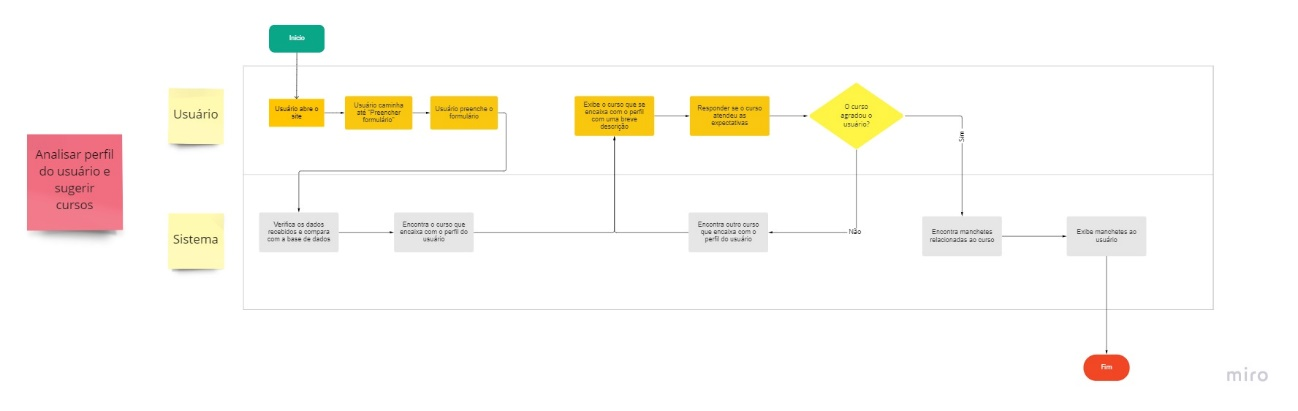 Início
Usuário
Usuário abre o
site
Usuário caminha
até "Preencher
formulário"
Usuário preenche o
formulário
Exibe o curso que se
encaixa com o perfil
com uma breve
descrição
Responder se o curso
atendeu as
expectativas
O curso
agradou o
usuário?
Sim
Analisar perfil
do usuário e
sugerir
cursos
Sistema
Verifica os dados
recebidos e compara
com a base de dados
Encontra o curso que
encaixa com o perfil do
usuário
Encontra outro curso
que encaixa com o
perfil do usuário
Não
Encontra manchetes
relacionadas ao curso
Exibe manchetes ao
usuário
Fim
miro